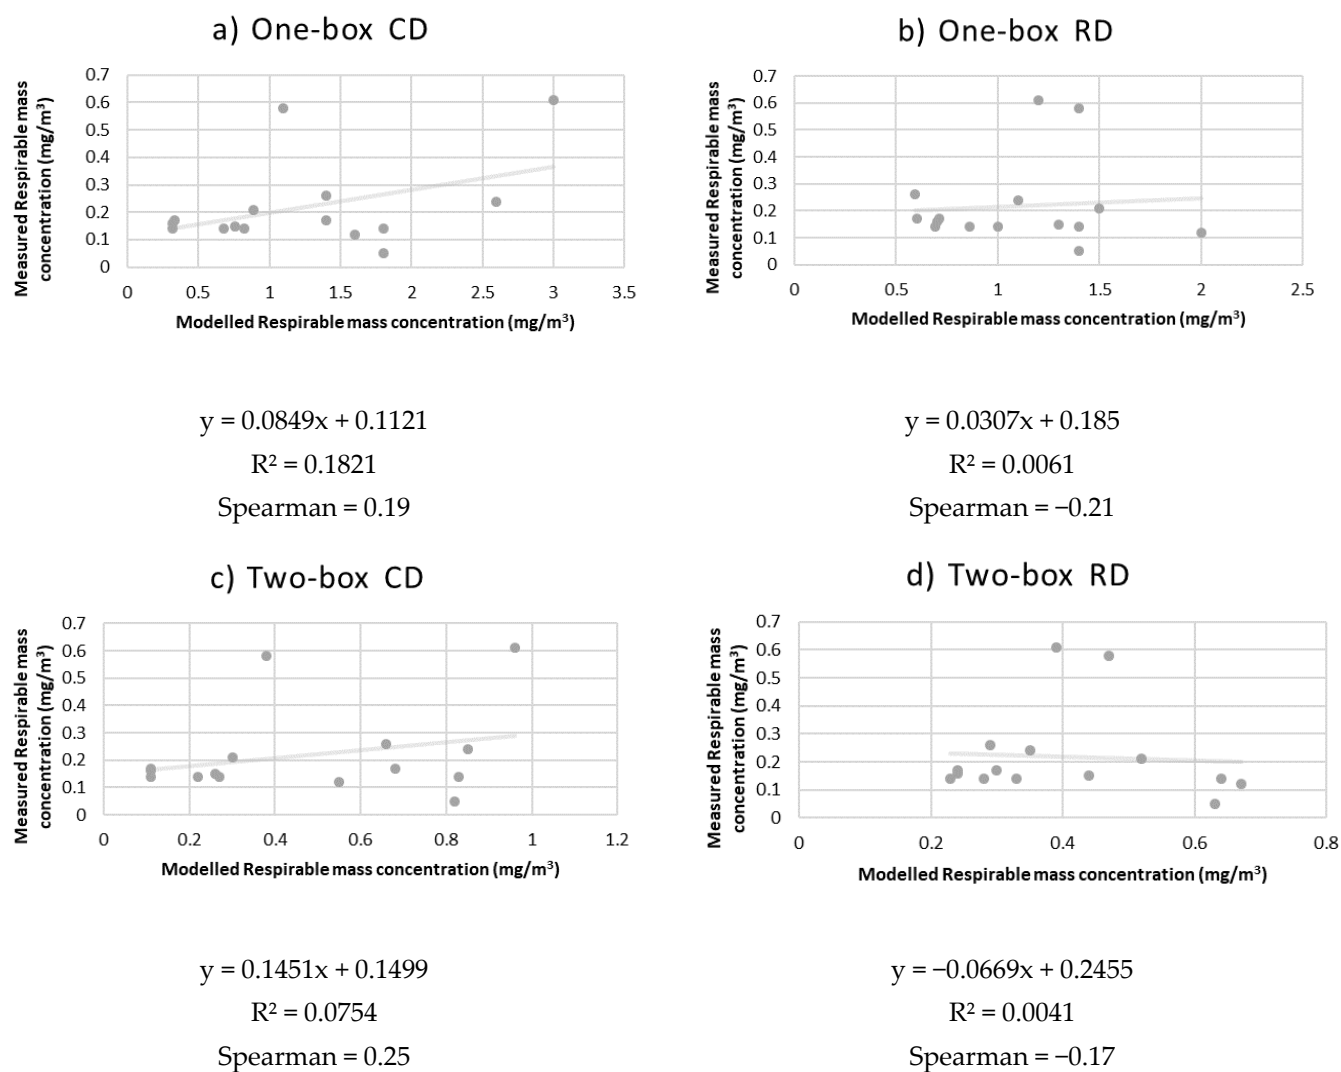 a) One-box CD
Measured Respirable mass
concentration (mg/m³)
0.7
0.6
0.5
0.4
0.3
0.2
0.1
0
0 0.5 1 1.5 2 2.5 3 3.5
Modelled Respirable mass concentration (mg/m³)
y = 0.0849x + 0.1121
R² = 0.1821
Spearman = 0.19
b) One-box RD
Measured Respirable mass
concentration (mg/m³)
0.7
0.6
0.5
0.4
0.3
0.2
0.1
0
0 0.5 1 1.5 2 2.5
Modelled Respirable mass concentration (mg/m³)
y = 0.0307x + 0.185
R² = 0.0061
Spearman = −0.21
c) Two-box CD
Measured Respirable mass
concentration (mg/m³)
0.7
0.6
0.5
0.4
0.3
0.2
0.1
0
0 0.2 0.4 0.6 0.8 1 1.2
Modelled Respirable mass concentration (mg/m³)
y = 0.1451x + 0.1499
R² = 0.0754
Spearman = 0.25
d) Two-box RD
Measured Respirable mass
concentration (mg/m³)
0.7
0.6
0.5
0.4
0.3
0.2
0.1
0
0 0.2 0.4 0.6 0.8
Modelled Respirable mass concentration (mg/m³)
y = −0.0669x + 0.2455
R² = 0.0041
Spearman = −0.17